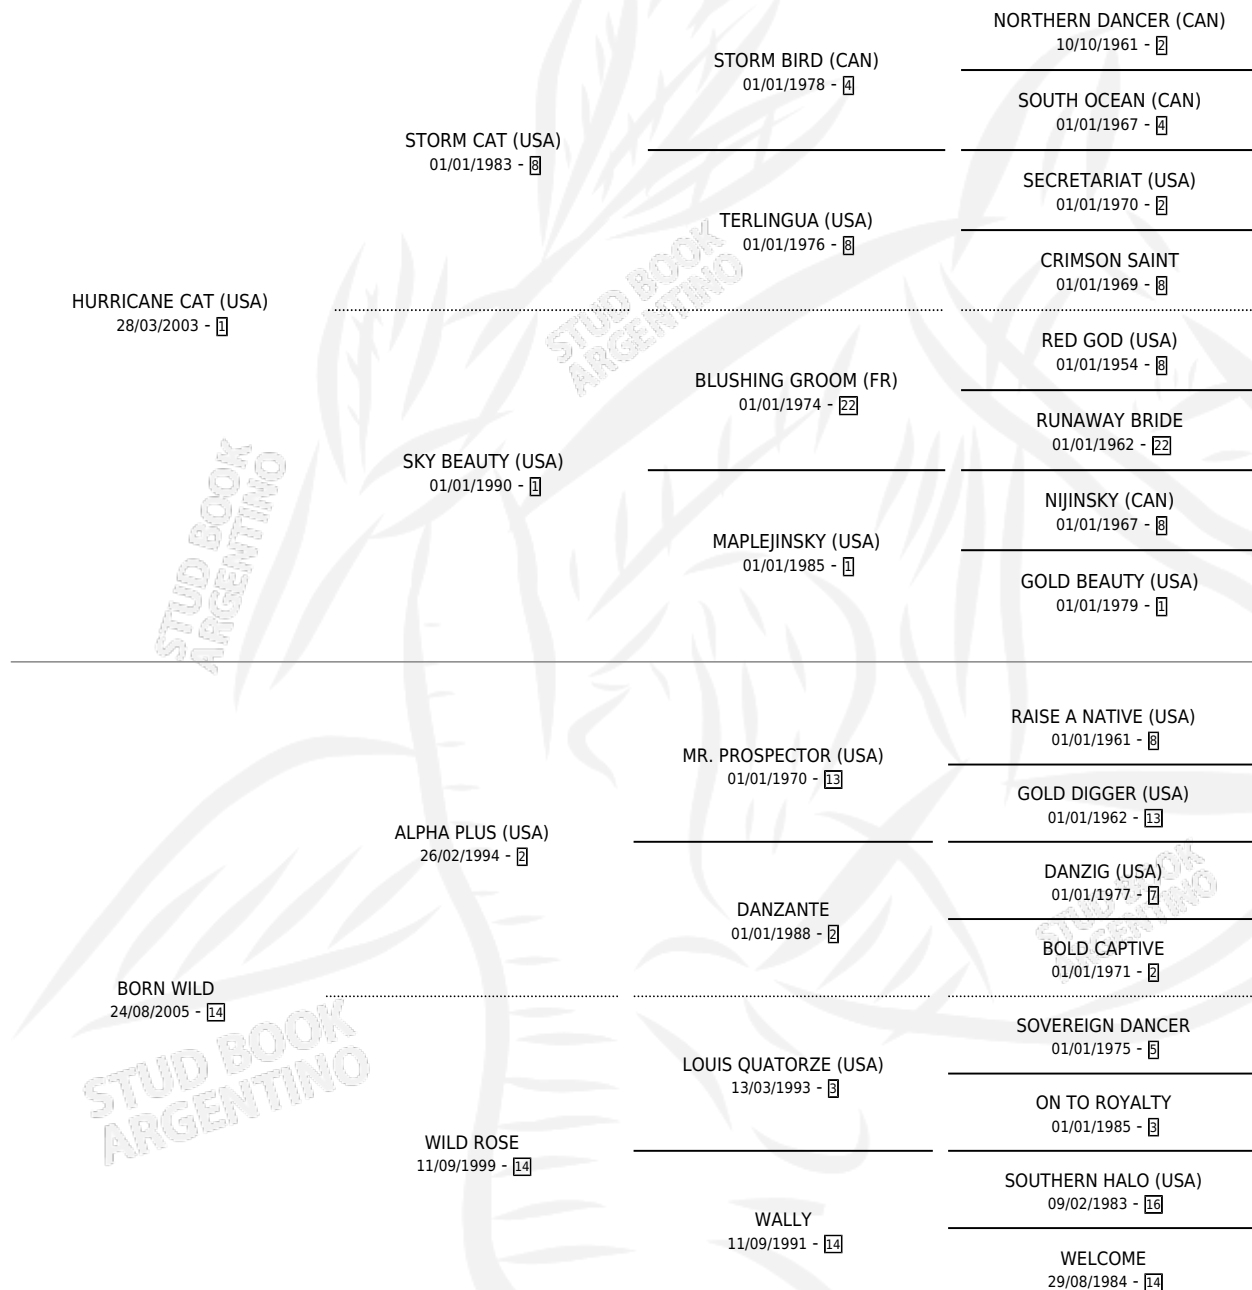 NORTHERN DANCER (CAN)
10/10/1961 - 2
STORM BIRD (CAN)
01/01/1978 - 4
SOUTH OCEAN (CAN)
01/01/1967 - 4
STORM CAT (USA)
01/01/1983 - 8
SECRETARIAT (USA)
01/01/1970 - 2
TERLINGUA (USA)
01/01/1976 - 8
CRIMSON SAINT
01/01/1969 - 8
HURRICANE CAT (USA)
28/03/2003 - 1
STUD BOOK
ARGENTINO
RED GOD (USA)
01/01/1954 - 8
BLUSHING GROOM (FR)
01/01/1974 - 22
RUNAWAY BRIDE
01/01/1962 - 22
SKY BEAUTY (USA)
01/01/1990 - 1
NIJINSKY (CAN)
01/01/1967 - 8
MAPLEJINSKY (USA)
01/01/1985 - 1
GOLD BEAUTY (USA)
01/01/1979 - 1
STUD BOOK
ARGENTINO
RAISE A NATIVE (USA)
01/01/1961 - 8
MR. PROSPECTOR (USA)
01/01/1970 - 13
GOLD DIGGER (USA)
01/01/1962 - 13
ALPHA PLUS (USA)
26/02/1994 - 2
DANZIG (USA)
01/01/1977 - 7
STUD BOOK
ARGENTINO
DANZANTE
01/01/1988 - 2
BOLD CAPTIVE
01/01/1971 - 2
BORN WILD
24/08/2005 - 14
STUD BOOK
ARGENTINO
SOVEREIGN DANCER
01/01/1975 - 5
LOUIS QUATORZE (USA)
13/03/1993 - 3
ON TO ROYALTY
01/01/1985 - 3
WILD ROSE
11/09/1999 - 14
SOUTHERN HALO (USA)
09/02/1983 - 16
WALLY
11/09/1991 - 14
WELCOME
29/08/1984 - 14